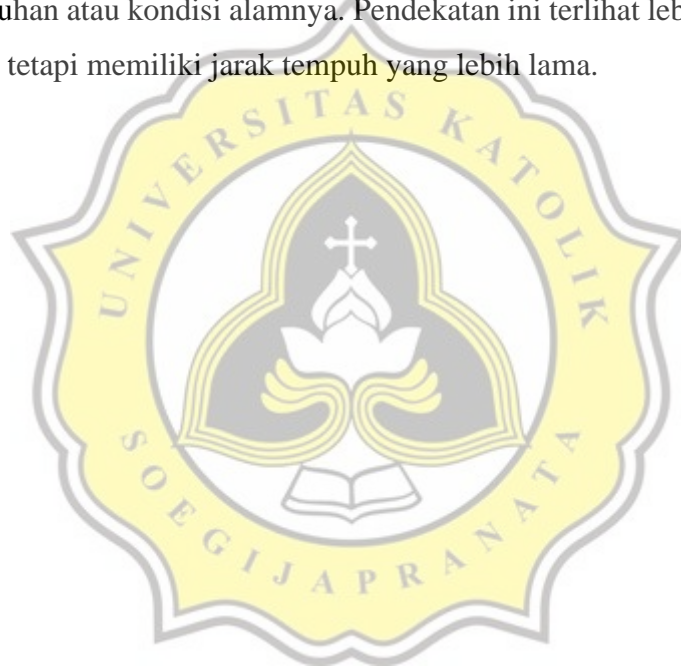 uhan atau kondisi alamnya. Pendekatan ini terlihat leb
tetapi memiliki jarak tempuh yang lebih lama.
UNIVERSITAS KATOLIK
SOEGIJAPRANATA